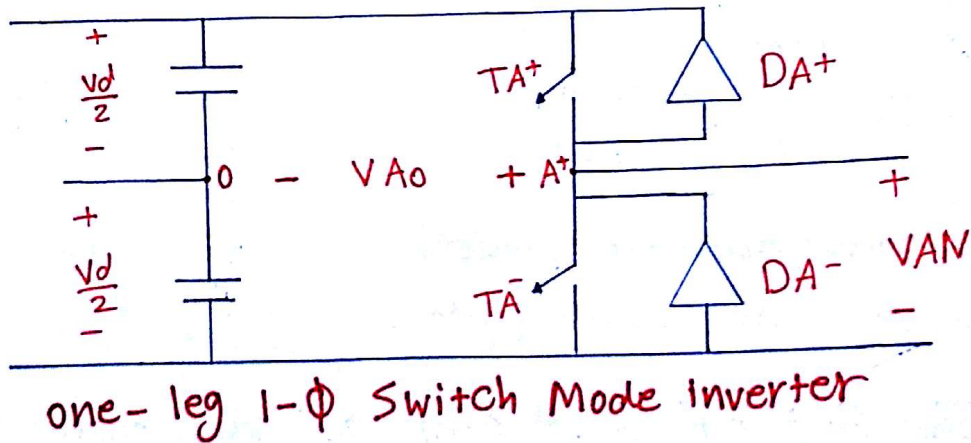 +
Vd/2
-
TA+
DA+
0 - VAo + A+
+
Vd/2
-
TA-
DA-
+
VAN
-
one-leg 1-Φ Switch Mode Inverter